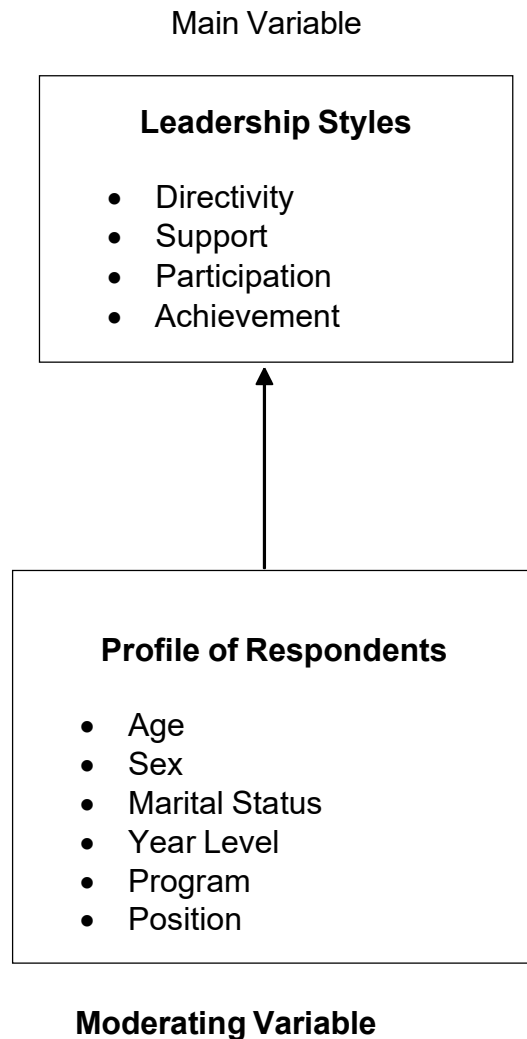 Main Variable
Leadership Styles
• Directivity
• Support
• Participation
• Achievement
Profile of Respondents
• Age
• Sex
• Marital Status
• Year Level
• Program
• Position
Moderating Variable